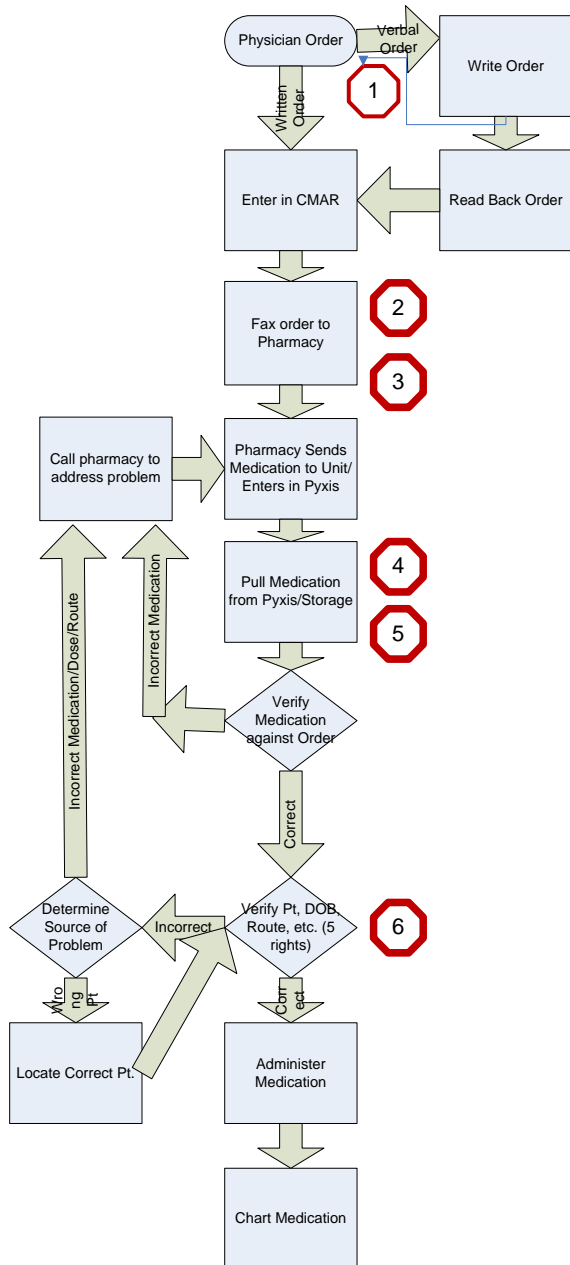 Physician Order
Verbal
Order
Write Order
1
Written
Order
Enter in CMAR
Read Back Order
Fax order to
Pharmacy
2
3
Call pharmacy to
address problem
Pharmacy Sends
Medication to Unit/
Enters in Pyxis
Pull Medication
from Pyxis/Storage
4
5
Incorrect Medication/Dose/Route
Incorrect Medication
Verify
Medication
against Order
Correct
Determine
Source of
Problem
Incorrect
Verify Pt, DOB,
Route, etc. (5
rights)
6
Wro
ng
Pt
Corr
ect
Locate Correct Pt.
Administer
Medication
Chart Medication